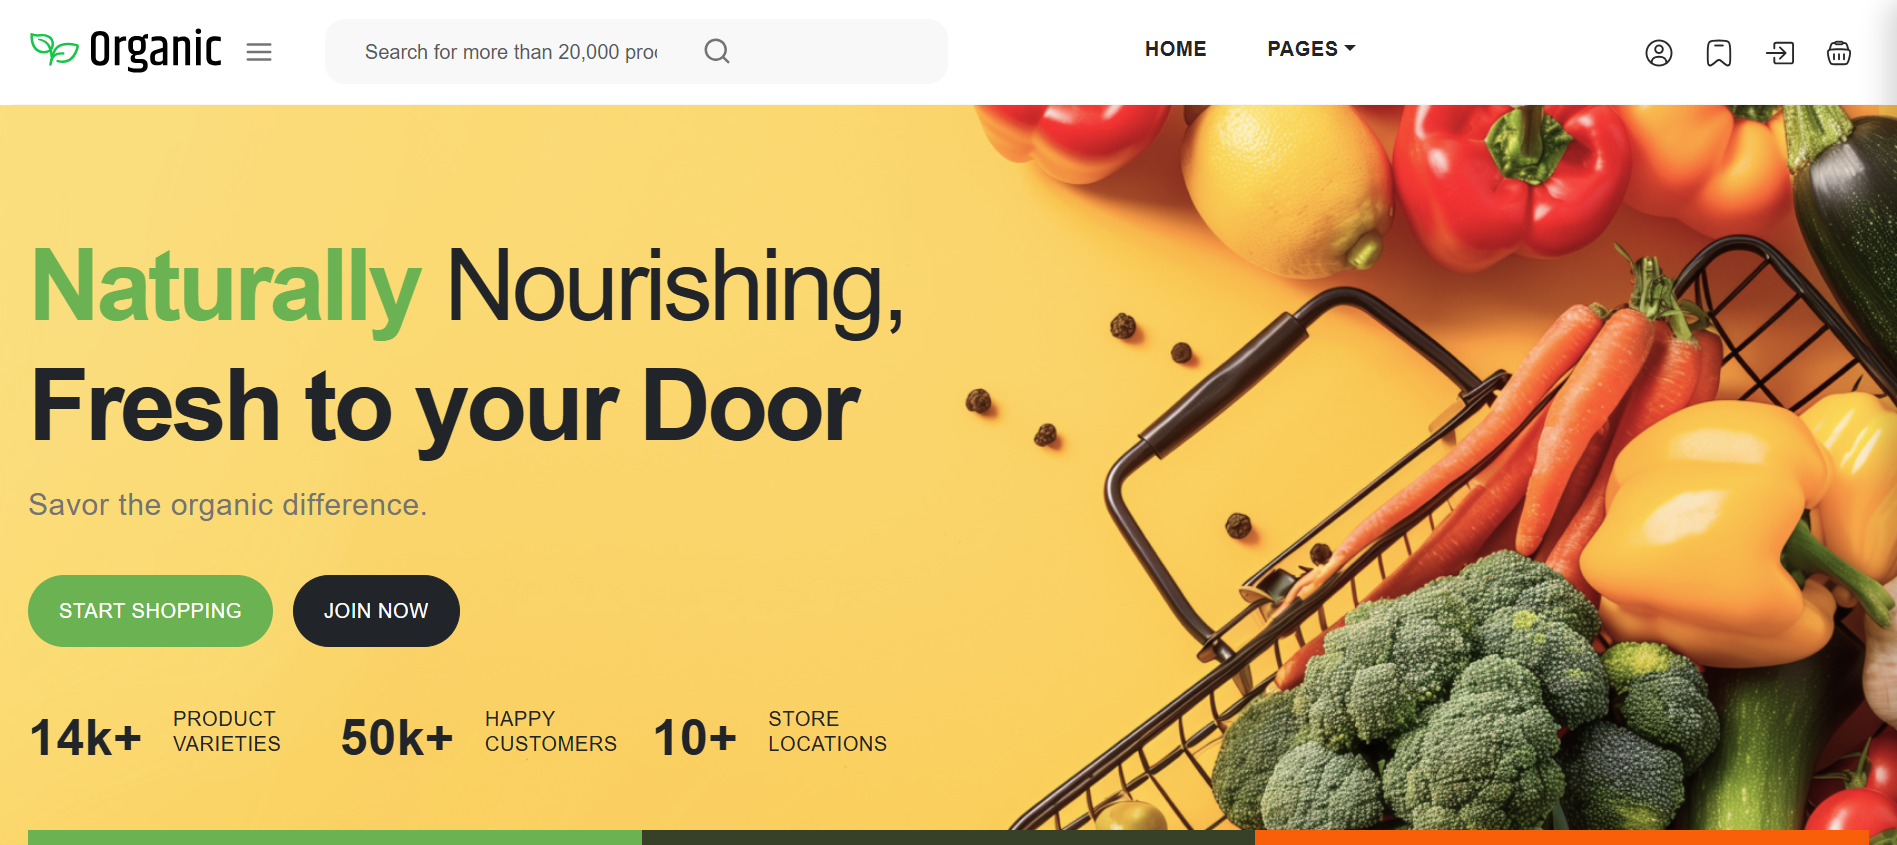 Organic
Search for more than 20,000 pro
HOME
PAGES
Naturally Nourishing,
Fresh to your Door
Savor the organic difference.
START SHOPPING
JOIN NOW
14k+
PRODUCT
VARIETIES
50k+
HAPPY
CUSTOMERS
10+
STORE
LOCATIONS